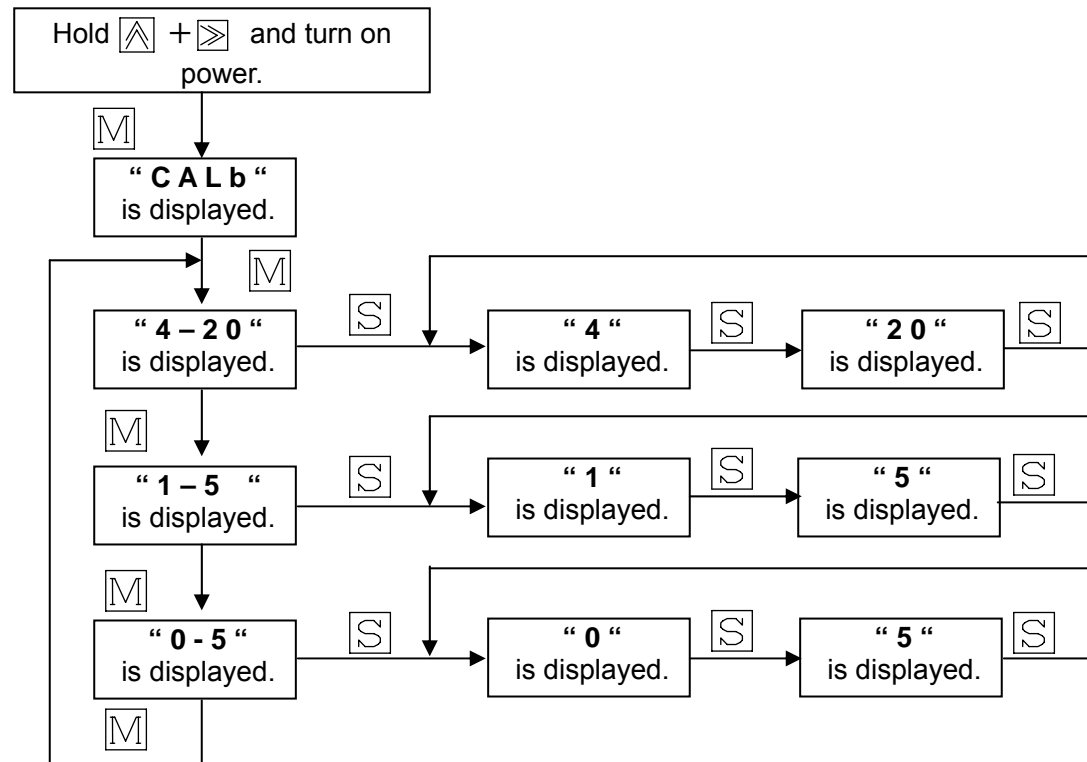 Hold ︽ + ≫ and turn on
power.
M
“ C A L b “
is displayed.
M
“ 4 – 2 0 “
is displayed.
S
“ 4 “
is displayed.
S
“ 2 0 “
is displayed.
S
M
“ 1 – 5 “
is displayed.
S
“ 1 “
is displayed.
S
“ 5 “
is displayed.
S
M
“ 0 - 5 “
is displayed.
S
“ 0 “
is displayed.
S
“ 5 “
is displayed.
S
M